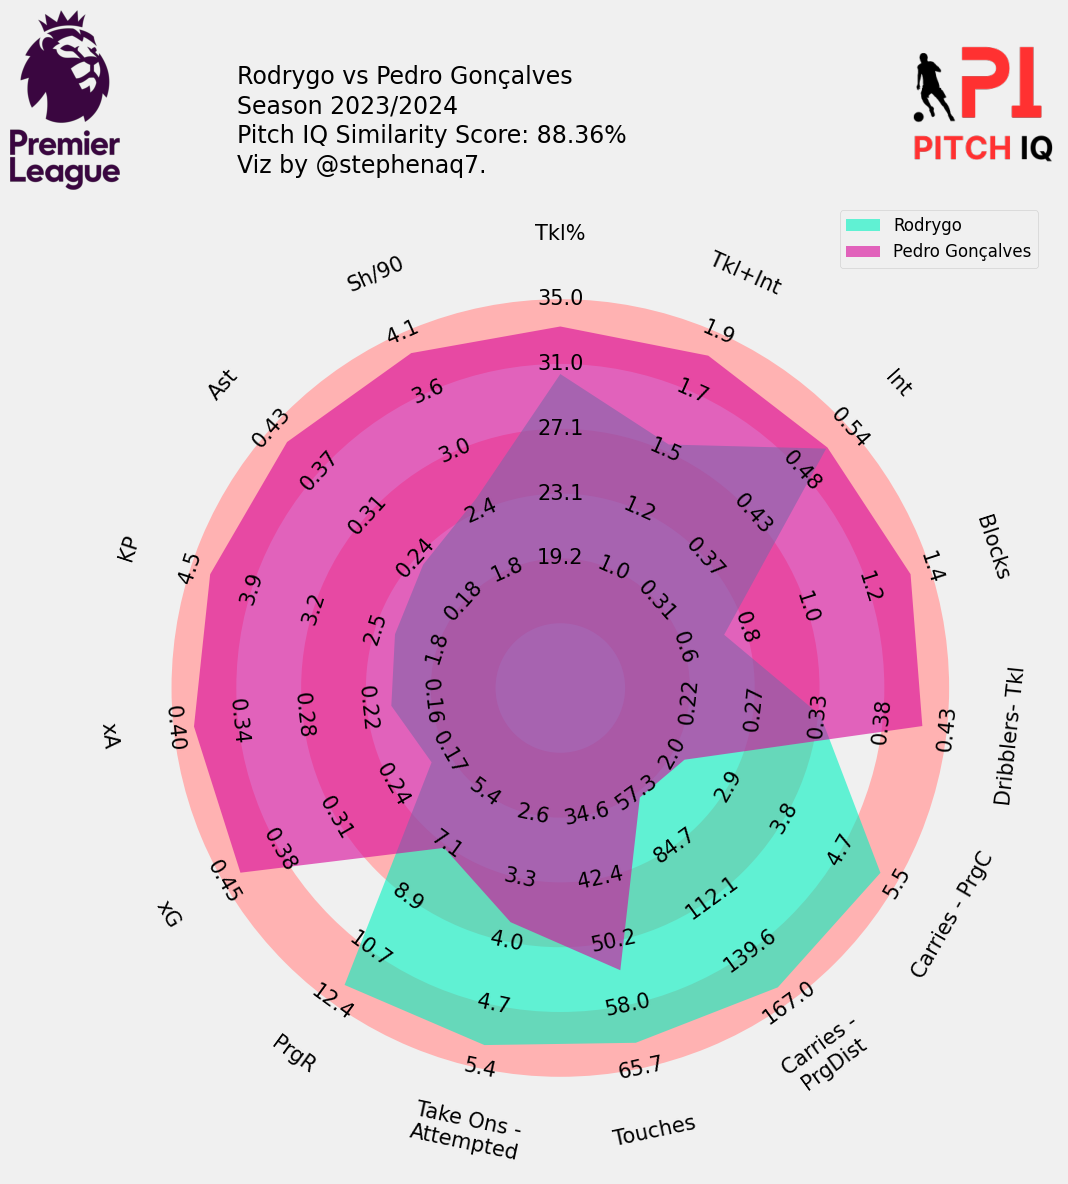 Premier
League
Rodrygo vs Pedro Gonçalves
Season 2023/2024
Pitch IQ Similarity Score: 88.36%
Viz by @stephenaq7.
PI
PITCH IQ
Rodrygo
Pedro Gonçalves
Tkl%
35.0
31.0
27.1
23.1
19.2
Tkl+Int
1.9
1.7
1.5
1.2
1.0
Int
0.54
0.48
0.43
0.37
0.31
Blocks
1.4
1.2
1.0
0.8
0.6
Dribblers- Tkl
0.43
0.38
0.33
0.27
0.22
Carries - PrgC
5.5
4.7
3.8
2.9
2.0
Carries -
PrgDist
167.0
139.6
112.1
84.7
57.3
Touches
65.7
58.0
50.2
42.4
34.6
Take Ons -
Attempted
5.4
4.7
4.0
3.3
2.6
PrgR
12.4
10.7
8.9
7.1
5.4
xG
0.45
0.38
0.31
0.24
0.17
xA
0.40
0.34
0.28
0.22
0.16
KP
4.5
3.9
3.2
2.5
1.8
Ast
0.43
0.37
0.31
0.24
0.18
Sh/90
4.1
3.6
3.0
2.4
1.8